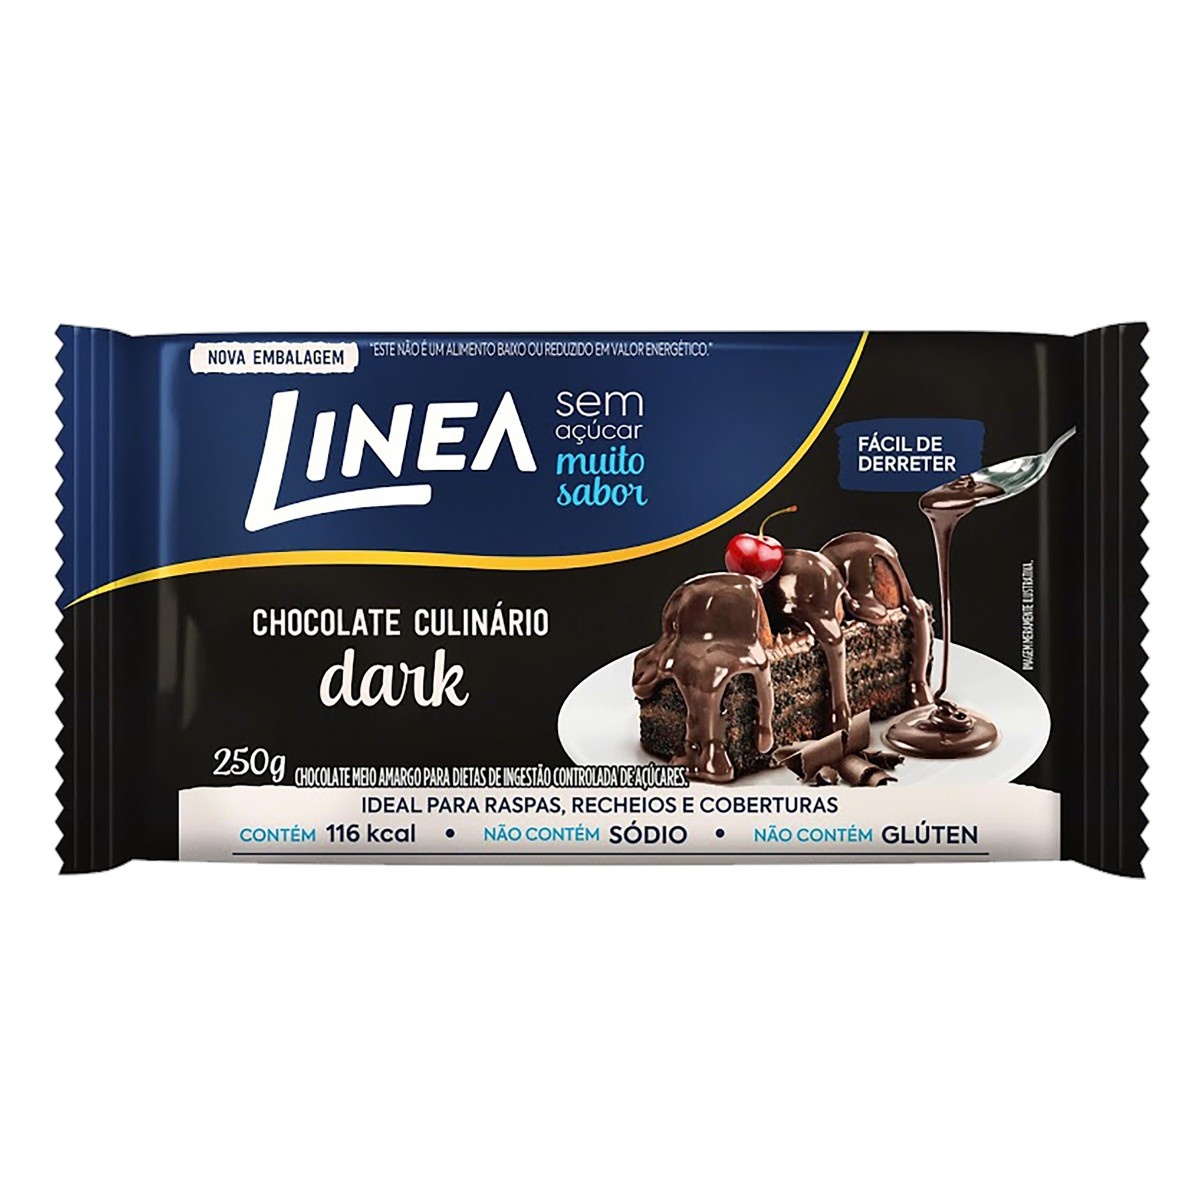 NOVA EMBALAGEM
"ESTE NÃO É UM ALIMENTO BAIXO OU REDUZIDO EM VALOR ENERGÉTICO."
LINEA
sem
açúcar
muito
sabor
FÁCIL DE
DERRETER
CHOCOLATE CULINÁRIO
dark
IMAGEM MERAMENTE ILUSTRATIVA.
250g
CHOCOLATE MEIO AMARGO PARA DIETAS DE INGESTÃO CONTROLADA DE AÇÚCARES.
IDEAL PARA RASPAS, RECHEIOS E COBERTURAS
CONTÉM 116 kcal • NÃO CONTÉM SÓDIO • NÃO CONTÉM GLÚTEN